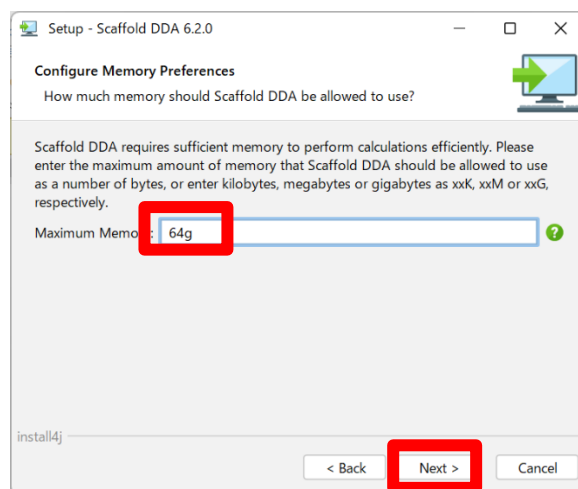 Setup - Scaffold DDA 6.2.0
Configure Memory Preferences
How much memory should Scaffold DDA be allowed to use?
Scaffold DDA requires sufficient memory to perform calculations efficiently. Please
enter the maximum amount of memory that Scaffold DDA should be allowed to use
as a number of bytes, or enter kilobytes, megabytes or gigabytes as xxK, xxM or xxG,
respectively.
Maximum Memo : 64g
install4j
< Back Next > Cancel